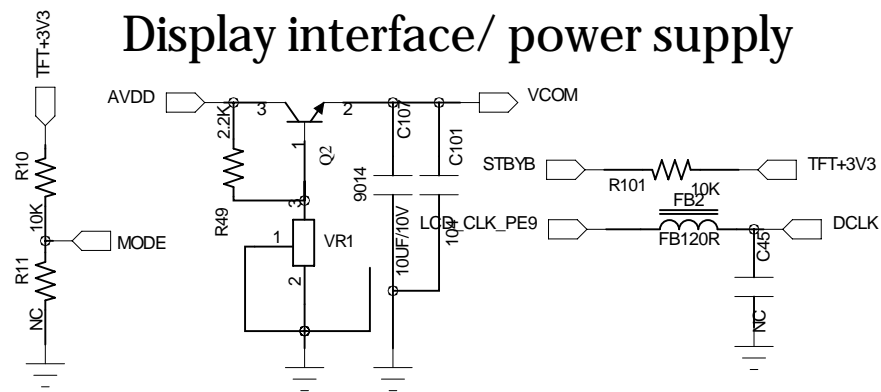 Display interface/ power supply
TFT+3V3
R10
10K
MODE
R11
NC
AVDD
3
2
VCOM
2.2K
1
Q2
9014
R49
3
1
VR1
2
C107
10UF/10V
C101
104
STBYB
R101
10K
TFT+3V3
LCD_CLK_PE9
FB2
FB120R
DCLK
C45
NC